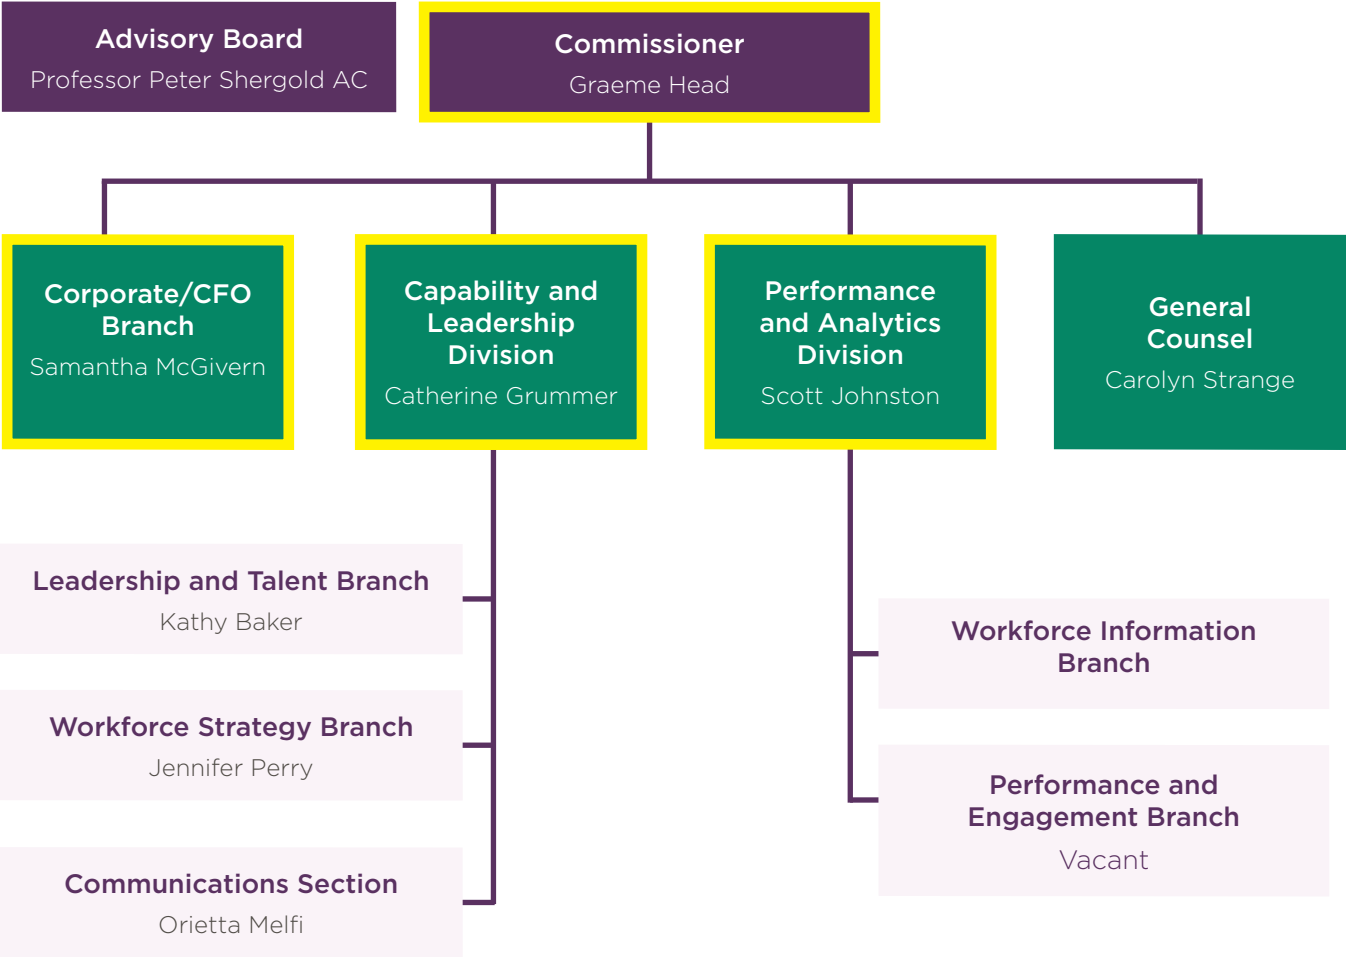 Advisory Board
Professor Peter Shergold AC
Commissioner
Graeme Head
Corporate/CFO
Branch
Samantha McGivern
Capability and
Leadership
Division
Catherine Grummer
Performance
and Analytics
Division
Scott Johnston
General
Counsel
Carolyn Strange
Leadership and Talent Branch
Kathy Baker
Workforce Strategy Branch
Jennifer Perry
Communications Section
Orietta Melfi
Workforce Information
Branch
Performance and
Engagement Branch
Vacant